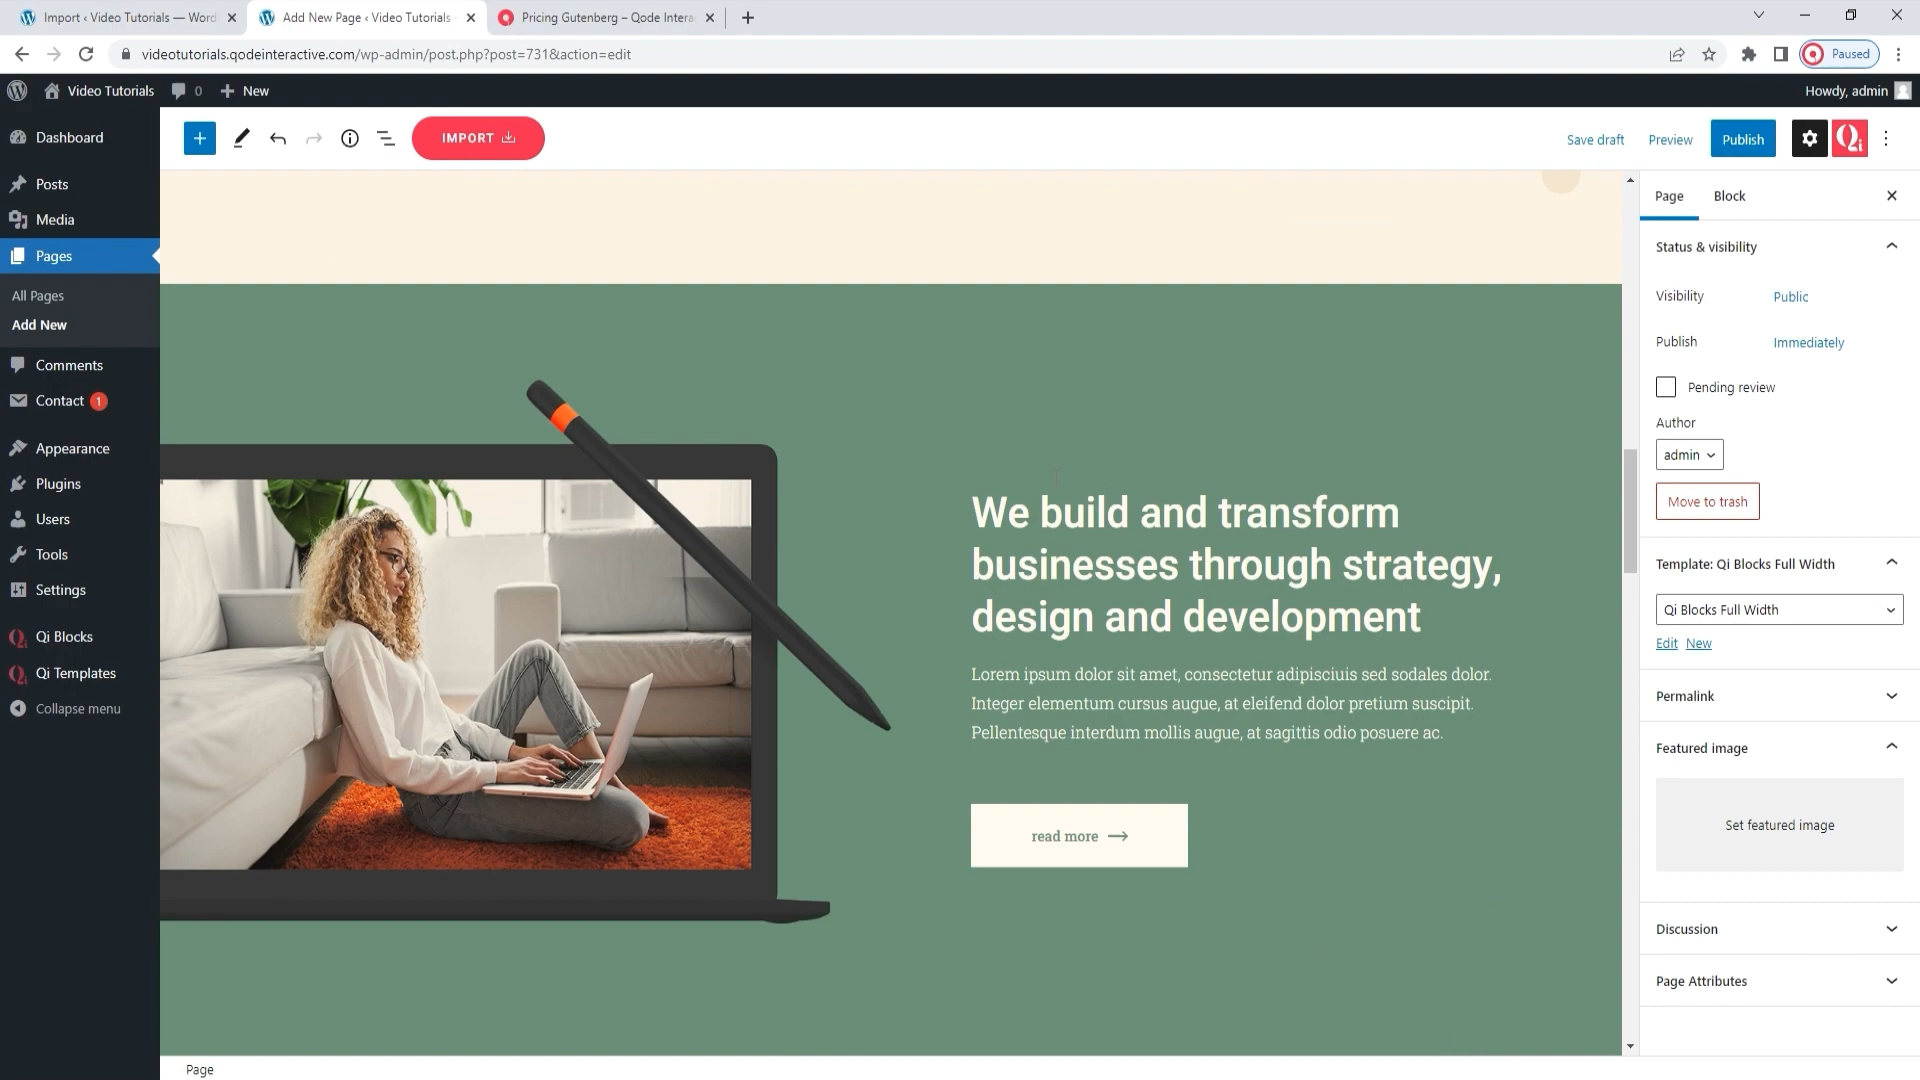 Import ‹ Video Tutorials — Word
Add New Page ‹ Video Tutorials -
Pricing Gutenberg – Qode Intera
videotutorials.qodeinteractive.com/wp-admin/post.php?post=731&action=edit
Paused
Video Tutorials
0
New
Howdy, admin
Dashboard
Posts
Media
Pages
All Pages
Add New
Comments
Contact 1
Appearance
Plugins
Users
Tools
Settings
Qi Blocks
Qi Templates
Collapse menu
IMPORT
Save draft
Preview
Publish
We build and transform
businesses through strategy,
design and development
Lorem ipsum dolor sit amet, consectetur adipisciuis sed sodales dolor.
Integer elementum cursus augue, at eleifend dolor pretium suscipit.
Pellentesque interdum mollis augue, at sagittis odio posuere ac.
read more
Page
Block
Status & visibility
Visibility
Public
Publish
Immediately
Pending review
Author
admin
Move to trash
Template: Qi Blocks Full Width
Qi Blocks Full Width
Edit New
Permalink
Featured image
Set featured image
Discussion
Page Attributes
Page